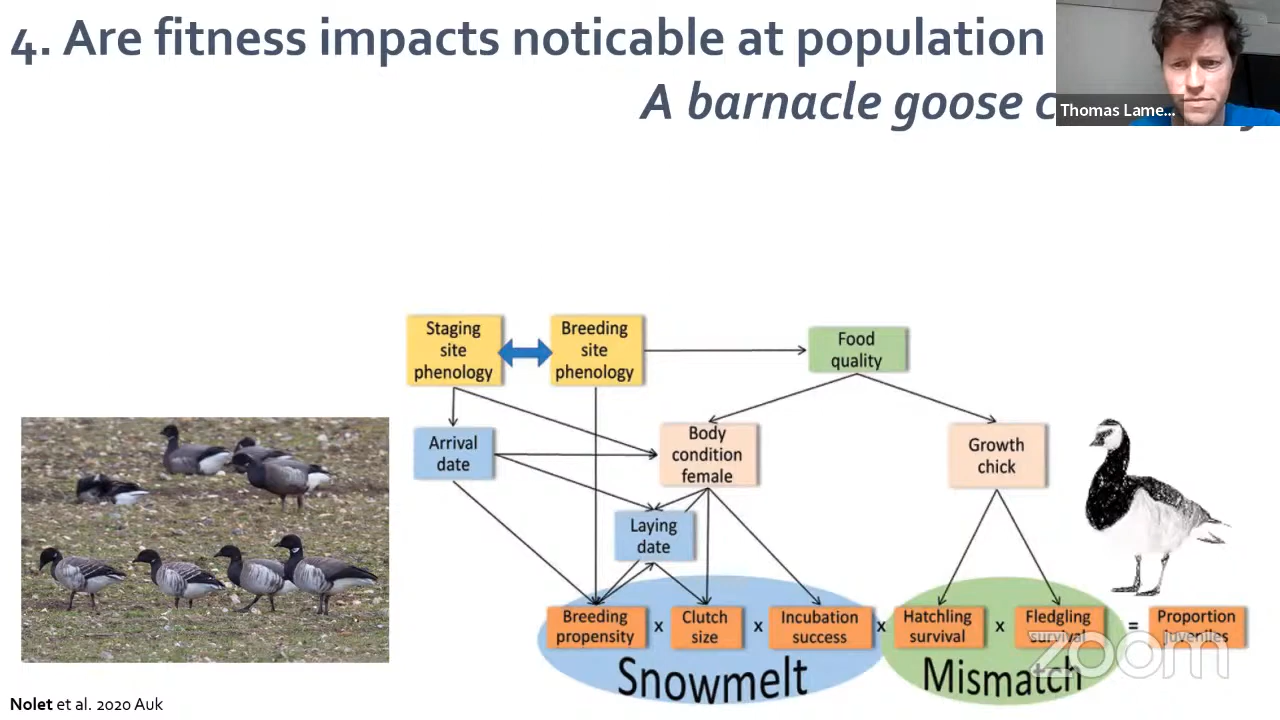 4. Are fitness impacts noticable at population
A barnacle goose c
Thomas Lame...
Staging
site
phenology
Breeding
site
phenology
Food
quality
Arrival
date
Body
condition
female
Growth
chick
Laying
date
Breeding
propensity
x
Clutch
size
x
Incubation
success
x
Hatchling
survival
x
Fledgling
survival
=
Proportion
juveniles
Snowmelt
Mismatch
zoom
Nolet et al. 2020 Auk